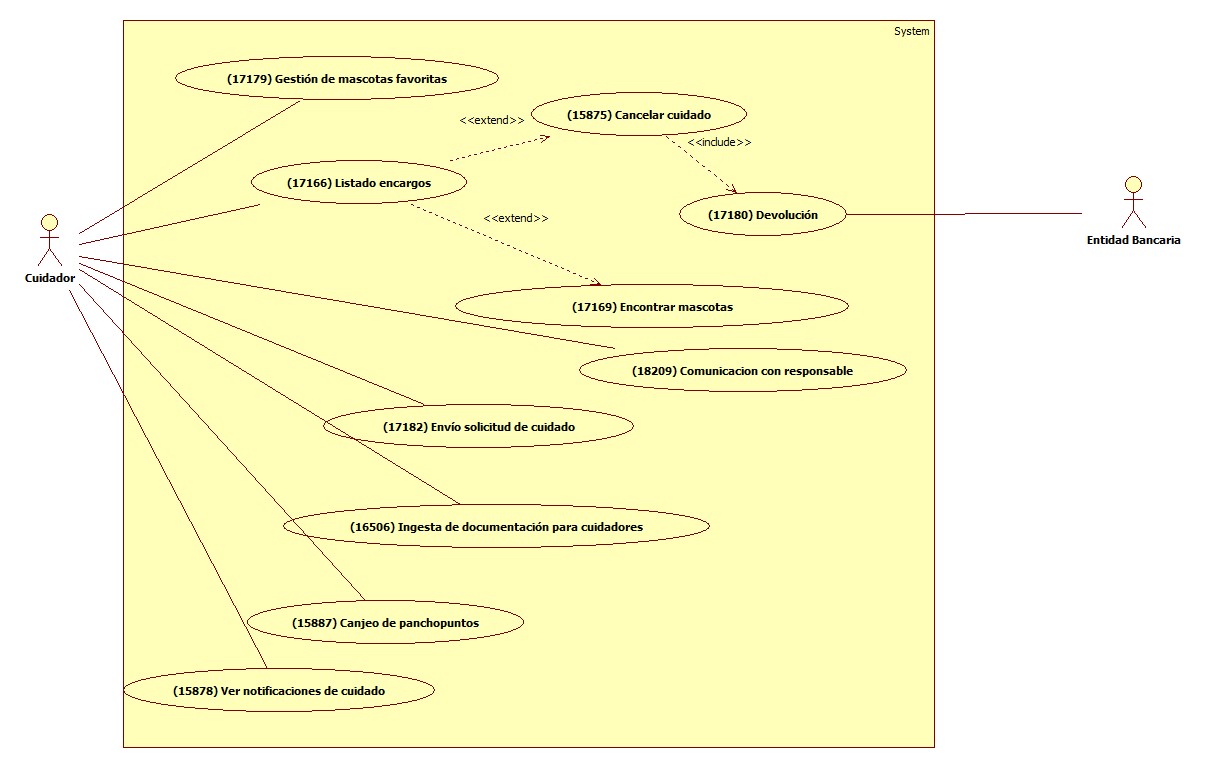 System
(17179) Gestión de mascotas favoritas
<<extend>>
(15875) Cancelar cuidado
<<include>>
(17166) Listado encargos
<<extend>>
(17180) Devolución
Entidad Bancaria
Cuidador
(17169) Encontrar mascotas
(18209) Comunicacion con responsable
(17182) Envío solicitud de cuidado
(16506) Ingesta de documentación para cuidadores
(15887) Canjeo de panchopuntos
(15878) Ver notificaciones de cuidado